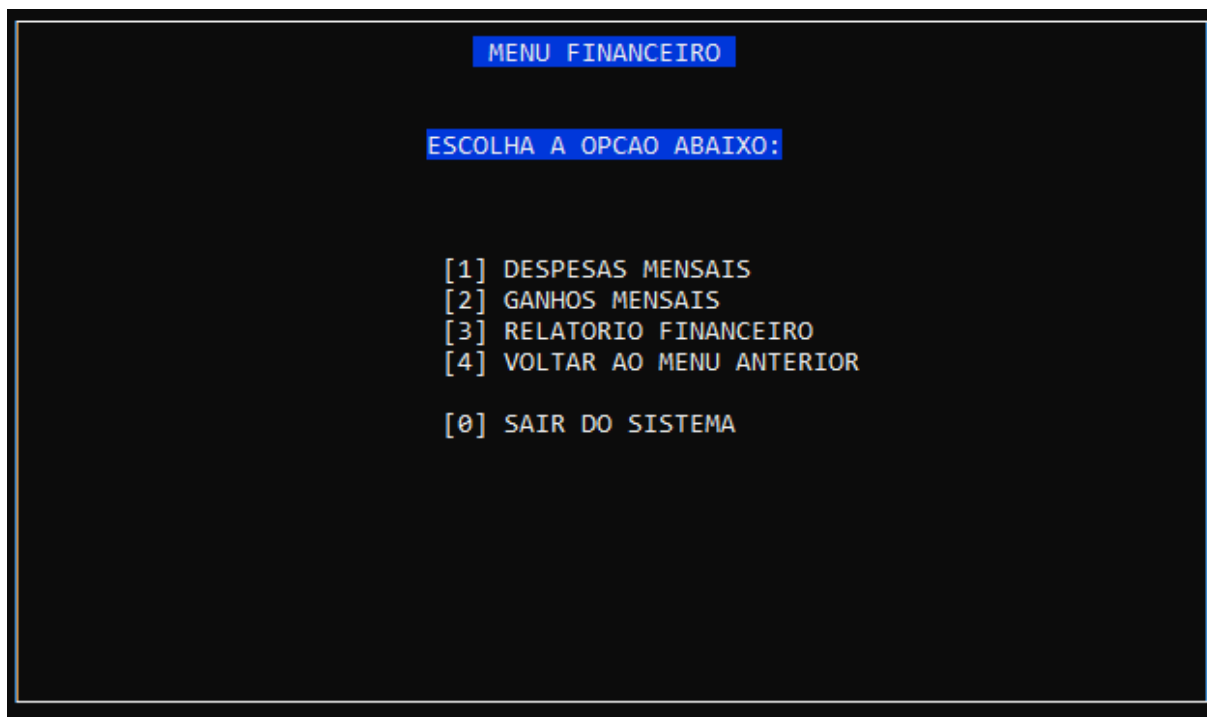 MENU FINANCEIRO
ESCOLHA A OPCAO ABAIXO:
[1] DESPESAS MENSAIS
[2] GANHOS MENSAIS
[3] RELATORIO FINANCEIRO
[4] VOLTAR AO MENU ANTERIOR
[0] SAIR DO SISTEMA